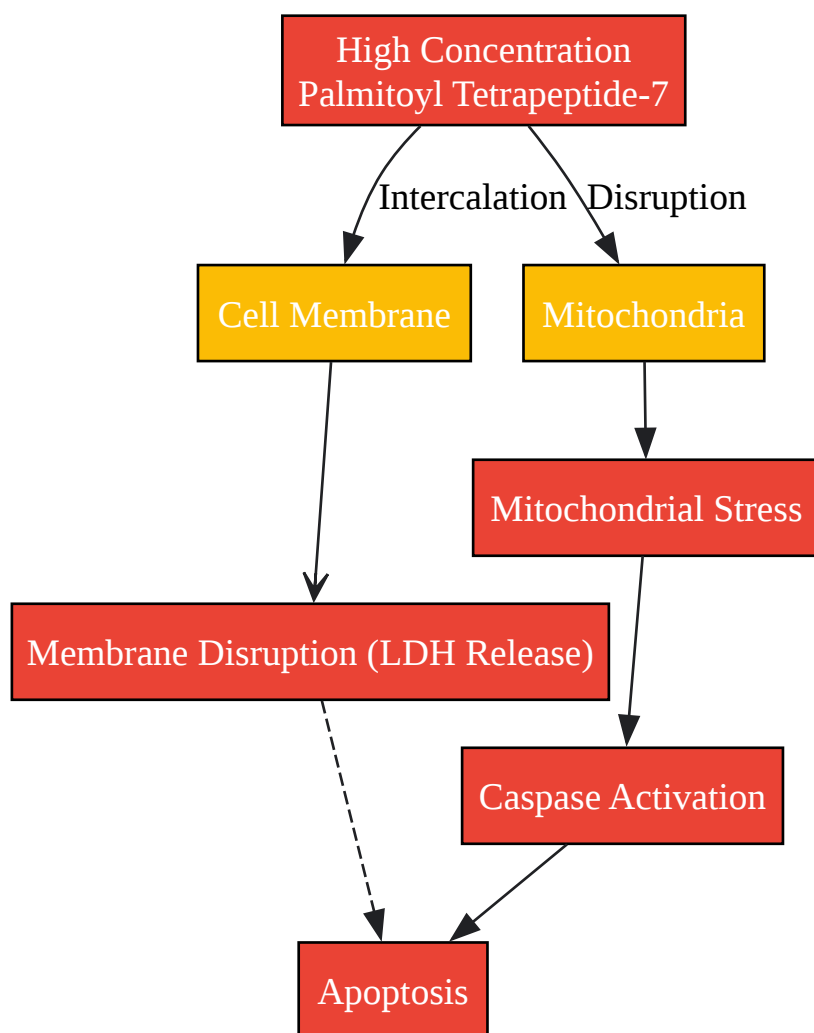 High Concentration
Palmitoyl Tetrapeptide-7
Intercalation
Disruption
Cell Membrane
Mitochondria
Mitochondrial Stress
Membrane Disruption (LDH Release)
Caspase Activation
Apoptosis